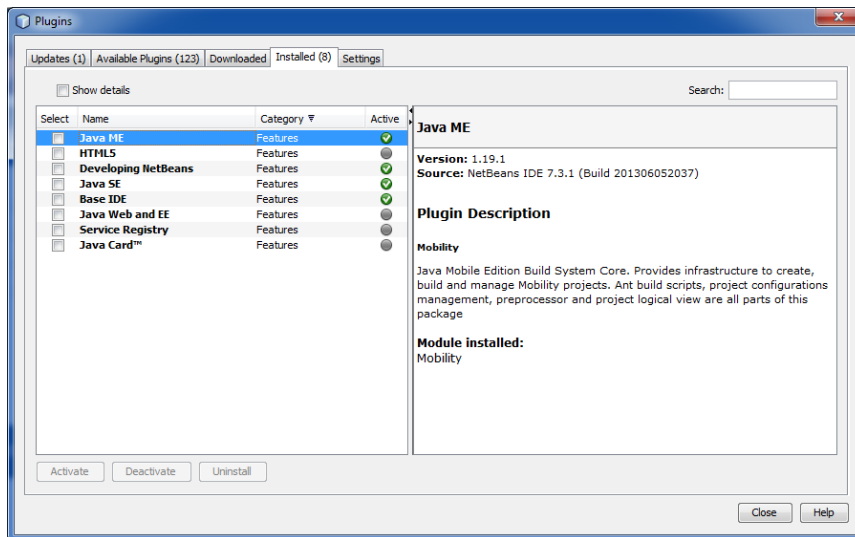 Plugins
Updates (1) Available Plugins (123) Downloaded Installed (8) Settings
Show details Search:
Select Name Category Active
Java ME Features
HTML5 Features
Developing NetBeans Features
Java SE Features
Base IDE Features
Java Web and EE Features
Service Registry Features
Java Card™ Features
Java ME
Version: 1.19.1
Source: NetBeans IDE 7.3.1 (Build 201306052037)
Plugin Description
Mobility
Java Mobile Edition Build System Core. Provides infrastructure to create,
build and manage Mobility projects. Ant build scripts, project configurations
management, preprocessor and project logical view are all parts of this
package
Module installed:
Mobility
Activate Deactivate Uninstall
Close Help